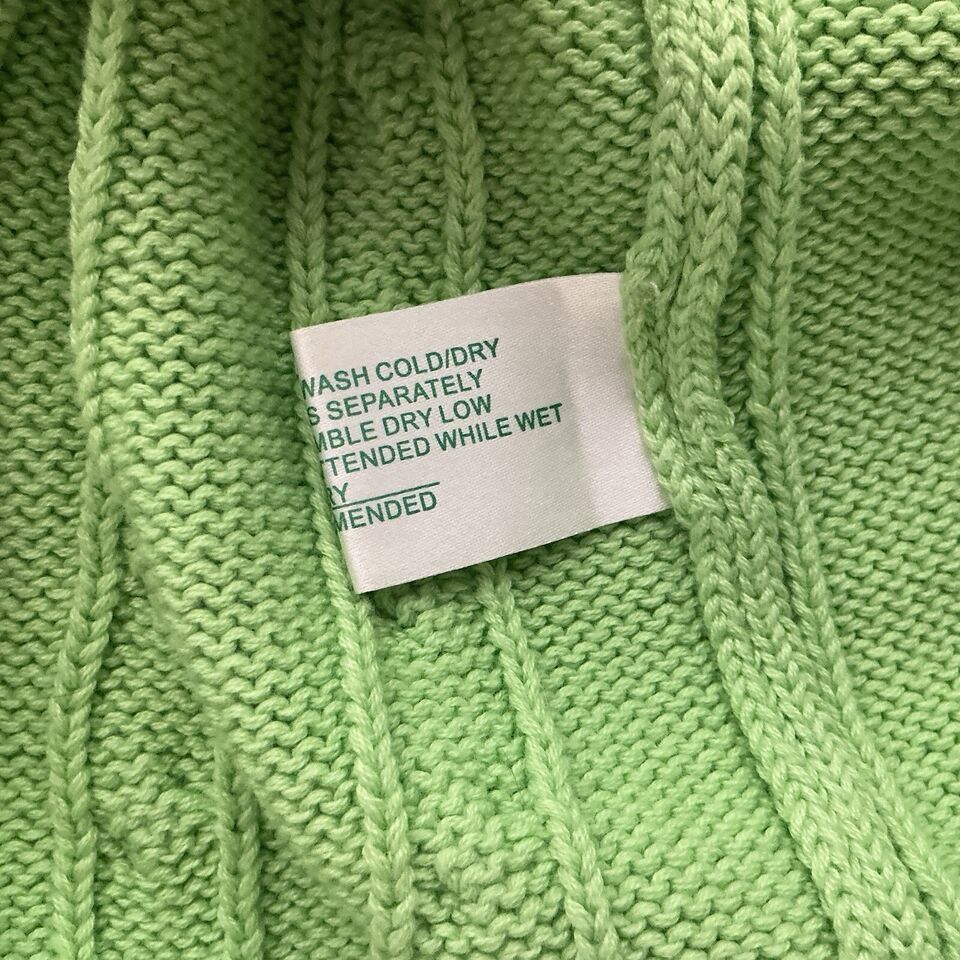 WASH COLD/DRY
S SEPARATELY
MBLE DRY LOW
TENDED WHILE WET
RY
MENDED